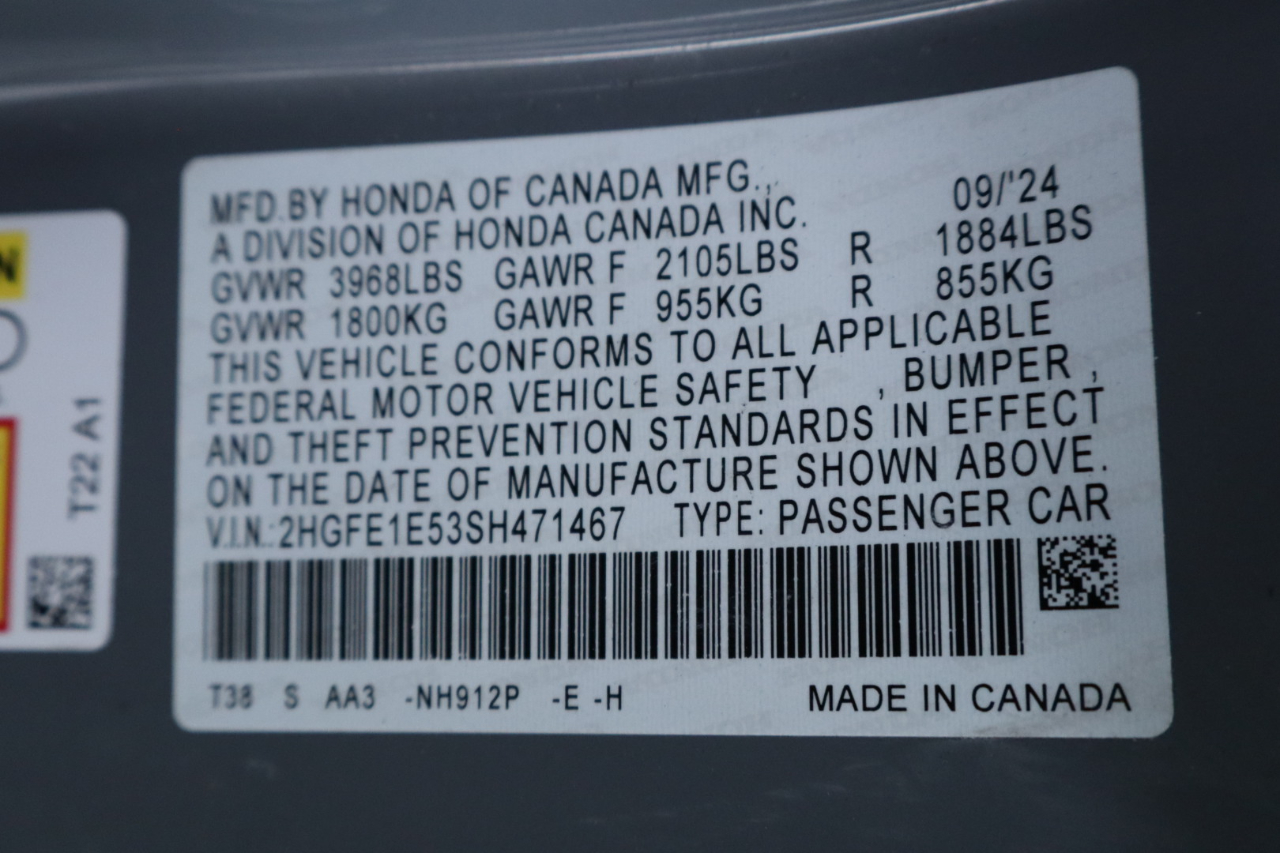 MFD.BY HONDA OF CANADA MFG., 09/'24
A DIVISION OF HONDA CANADA INC.
GVWR 3968LBS GAWR F 2105LBS R 1884LBS
GVWR 1800KG GAWR F 955KG R 855KG
THIS VEHICLE CONFORMS TO ALL APPLICABLE
FEDERAL MOTOR VEHICLE SAFETY , BUMPER ,
AND THEFT PREVENTION STANDARDS IN EFFECT
ON THE DATE OF MANUFACTURE SHOWN ABOVE.
V.I.N.:2HGFE1E53SH471467 TYPE: PASSENGER CAR
T38 S AA3 -NH912P -E -H MADE IN CANADA
T22 A1